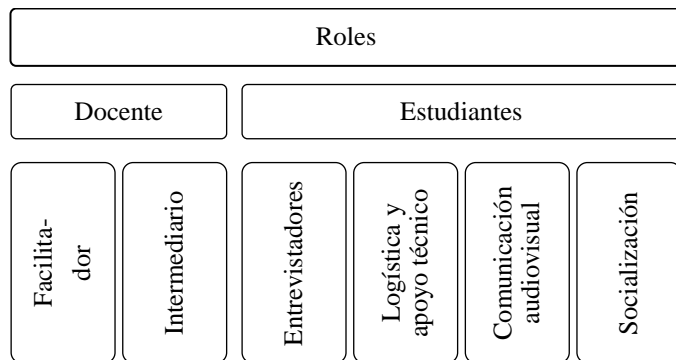 Roles
Docente
Estudiantes
Facilita-
dor
Intermediario
Entrevistadores
Logística y
apoyo técnico
Comunicación
audiovisual
Socialización